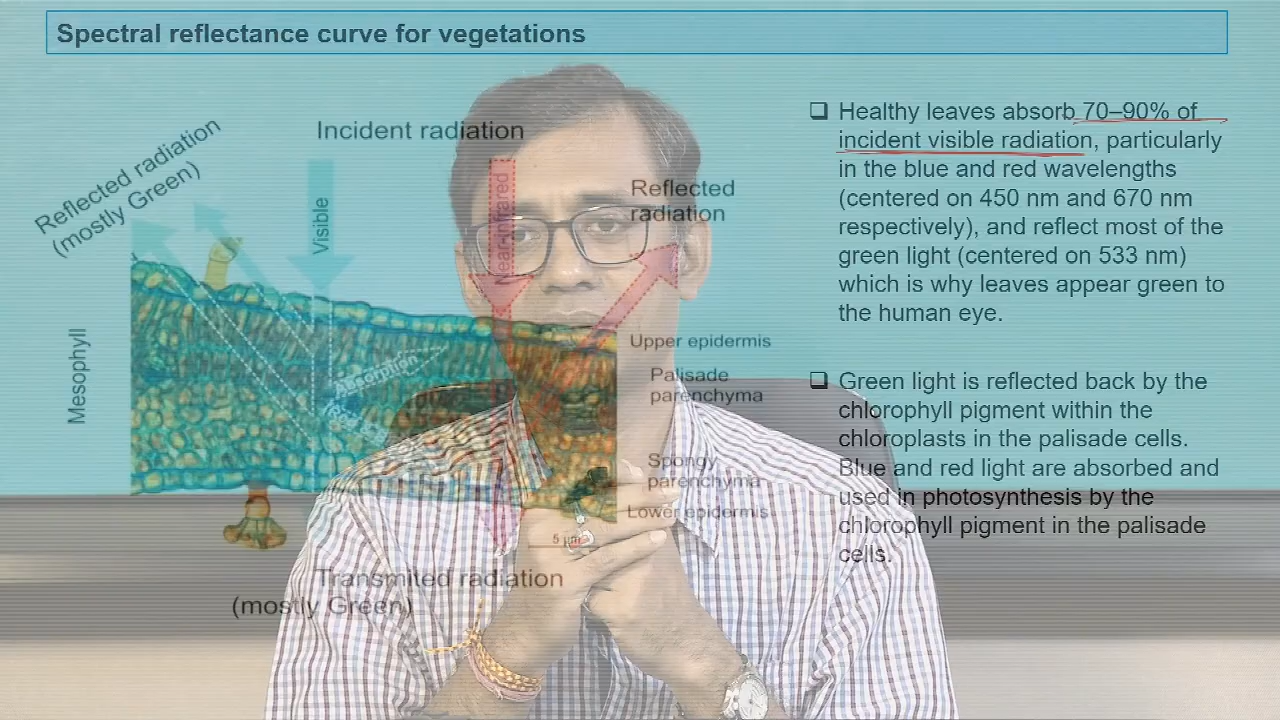 Spectral reflectance curve for vegetations
Reflected radiation
(mostly Green)
Incident radiation
Visible
Near-infrared
Reflected
radiation
Mesophyll
Absorption
Upper epidermis
Palisade
parenchyma
Spongy
parenchyma
Lower epidermis
5 µm
Transmited radiation
(mostly Green)
❑ Healthy leaves absorb 70–90% of
incident visible radiation, particularly
in the blue and red wavelengths
(centered on 450 nm and 670 nm
respectively), and reflect most of the
green light (centered on 533 nm)
which is why leaves appear green to
the human eye.
❑ Green light is reflected back by the
chlorophyll pigment within the
chloroplasts in the palisade cells.
Blue and red light are absorbed and
used in photosynthesis by the
chlorophyll pigment in the palisade
cells.